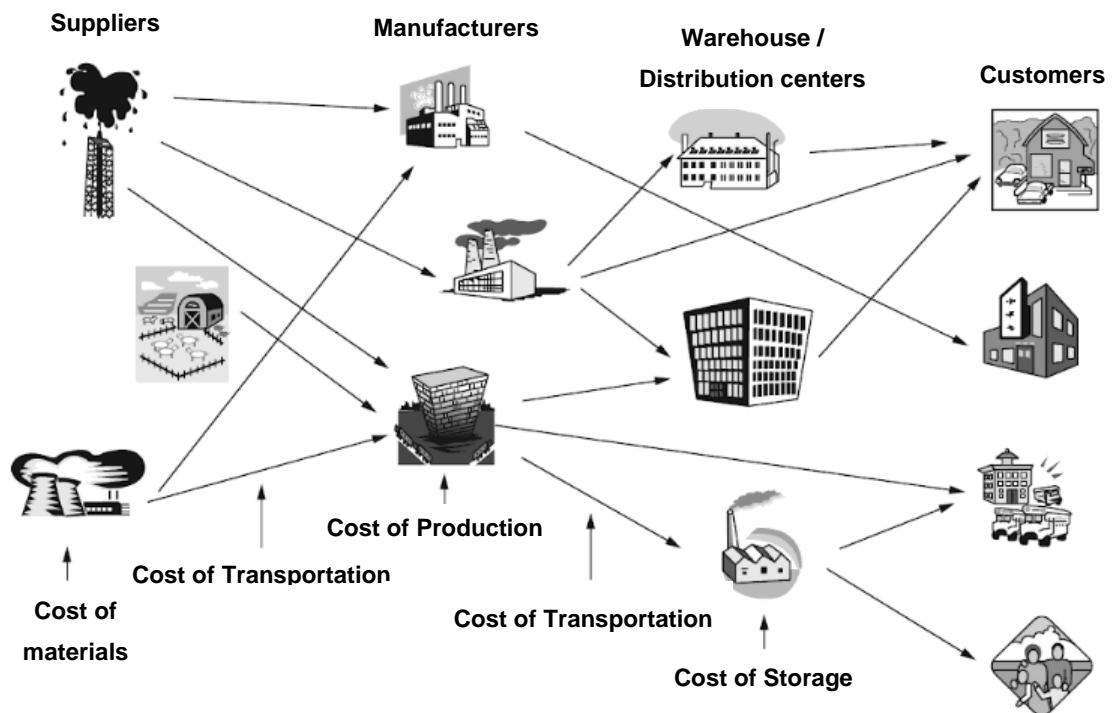 Suppliers
Manufacturers
Warehouse /
Distribution centers
Customers
Cost of Production
Cost of Transportation
Cost of
materials
Cost of Transportation
Cost of Storage